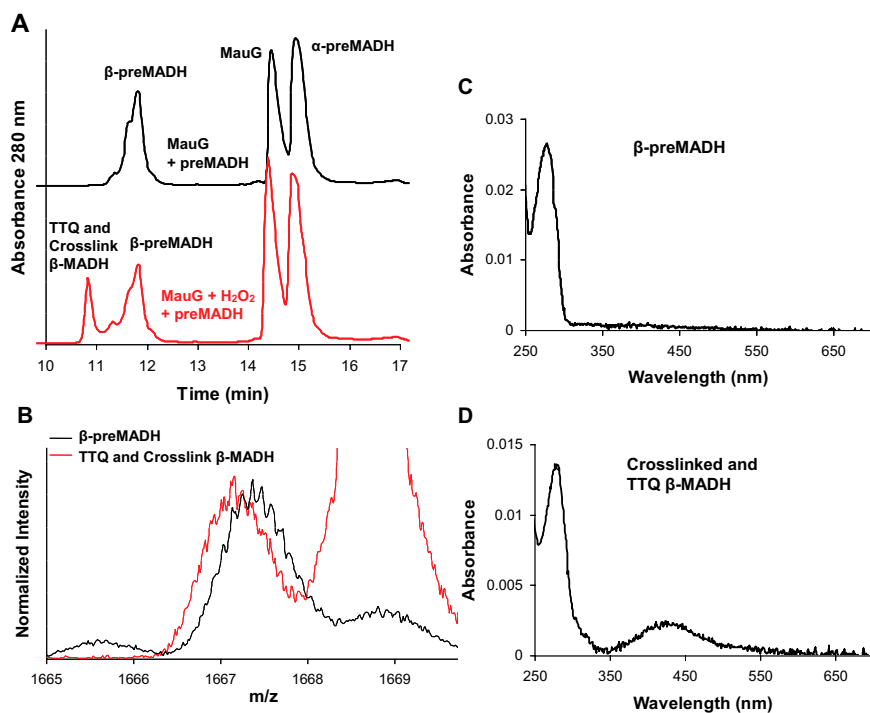 A
Absorbance 280 nm
β-preMADH
MauG
α-preMADH
MauG
+ preMADH
TTQ and
Crosslink
β-MADH
β-preMADH
MauG + H₂O₂
+ preMADH
10 11 12 13 14 15 16 17
Time (min)
B
β-preMADH
TTQ and Crosslink β-MADH
Normalized Intensity
1665 1666 1667 1668 1669
m/z
C
β-preMADH
Absorbance
0.03
0.02
0.01
0
250 350 450 550 650
Wavelength (nm)
D
Crosslinked and
TTQ β-MADH
Absorbance
0.015
0.01
0.005
0
250 350 450 550 650
Wavelength (nm)